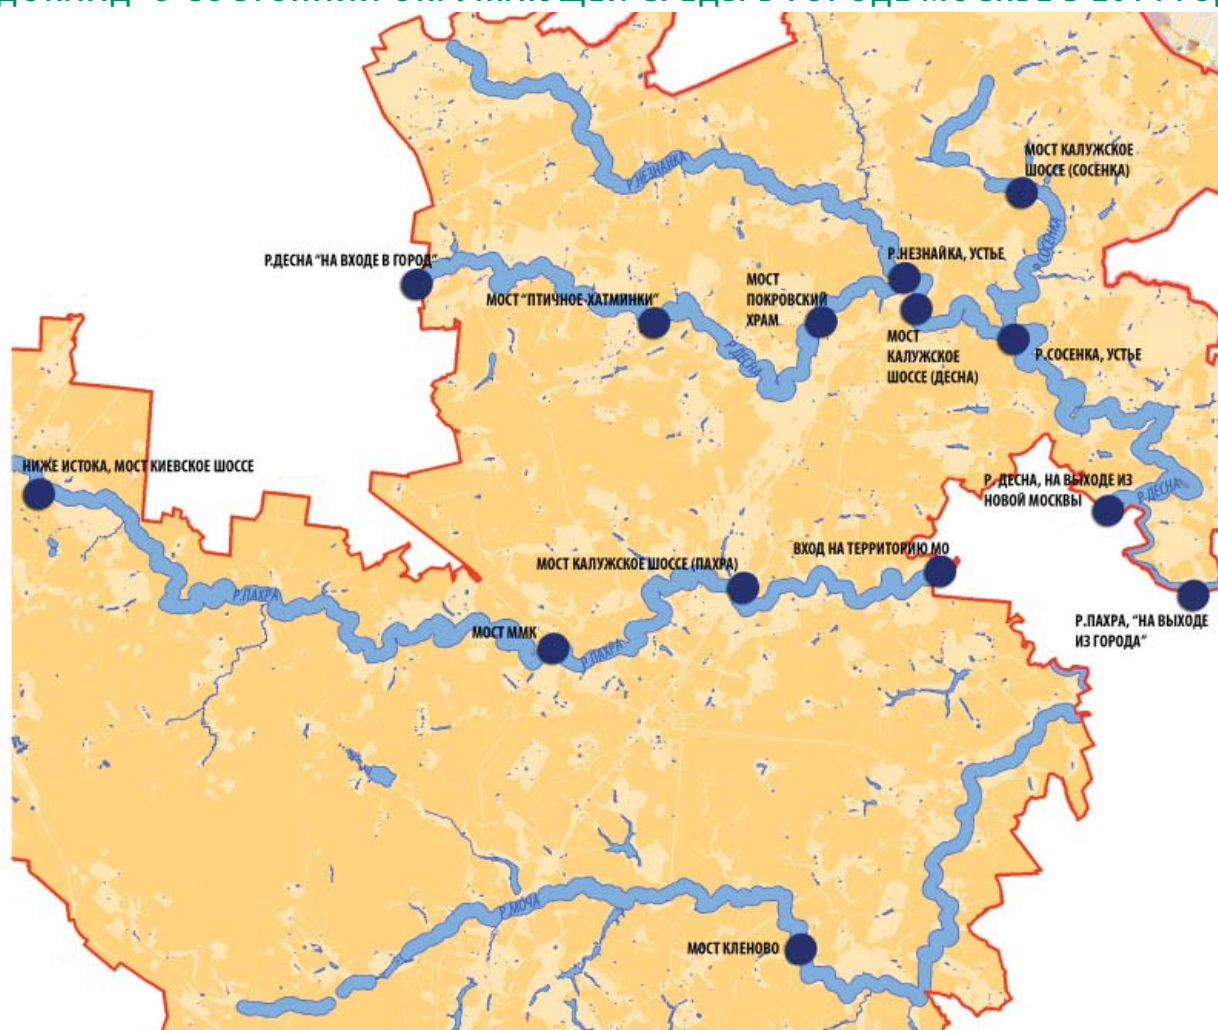 МОСТ КАЛУЖСКОЕ
ШОССЕ (СОСЁНКА)
Р.НЕЗНАЙКА
Р.СОСЕНКА
Р.НЕЗНАЙКА, УСТЬЕ
Р.ДЕСНА "НА ВХОДЕ В ГОРОД"
МОСТ
ПОКРОВСКИЙ
ХРАМ
МОСТ "ПТИЧНОЕ-ХАТМИНКИ"
МОСТ
КАЛУЖСКОЕ
ШОССЕ (ДЕСНА)
Р.СОСЕНКА, УСТЬЕ
Р.ДЕСНА
НИЖЕ ИСТОКА, МОСТ КИЕВСКОЕ ШОССЕ
Р. ДЕСНА, НА ВЫХОДЕ ИЗ
НОВОЙ МОСКВЫ
Р.ДЕСНА
ВХОД НА ТЕРРИТОРИЮ МО
МОСТ КАЛУЖСКОЕ ШОССЕ (ПАХРА)
Р.ПАХРА
Р.ПАХРА, "НА ВЫХОДЕ
ИЗ ГОРОДА"
МОСТ ММК
Р.ПАХРА
Р.МОЧА
МОСТ КЛЕНОВО